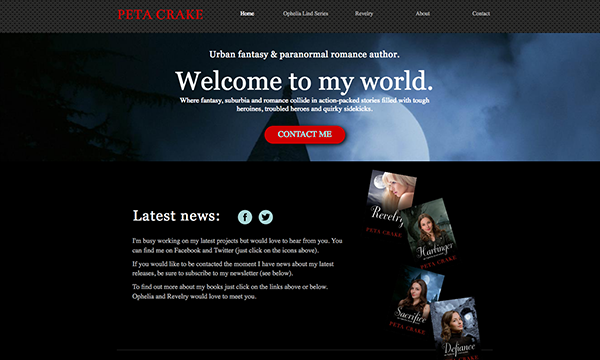 PETA CRAKE Home Ophelia Lind Series Revelry About Contact
Urban fantasy & paranormal romance author.
Welcome to my world.
Where fantasy, suburbia and romance collide in action-packed stories filled with tough
heroines, troubled heroes and quirky sidekicks.
CONTACT ME
Latest news:
I'm busy working on my latest projects but would love to hear from you. You
can find me on Facebook and Twitter (just click on the icons above).
If you would like to be contacted the moment I have news about my latest
releases, be sure to subscribe to my newsletter (see below).
To find out more about my books just click on the links above or below.
Ophelia and Revelry would love to meet you.
Revelry
PETA CRAKE
Harbinger
PETA CRAKE
Sacrifice
PETA CRAKE
Defiance